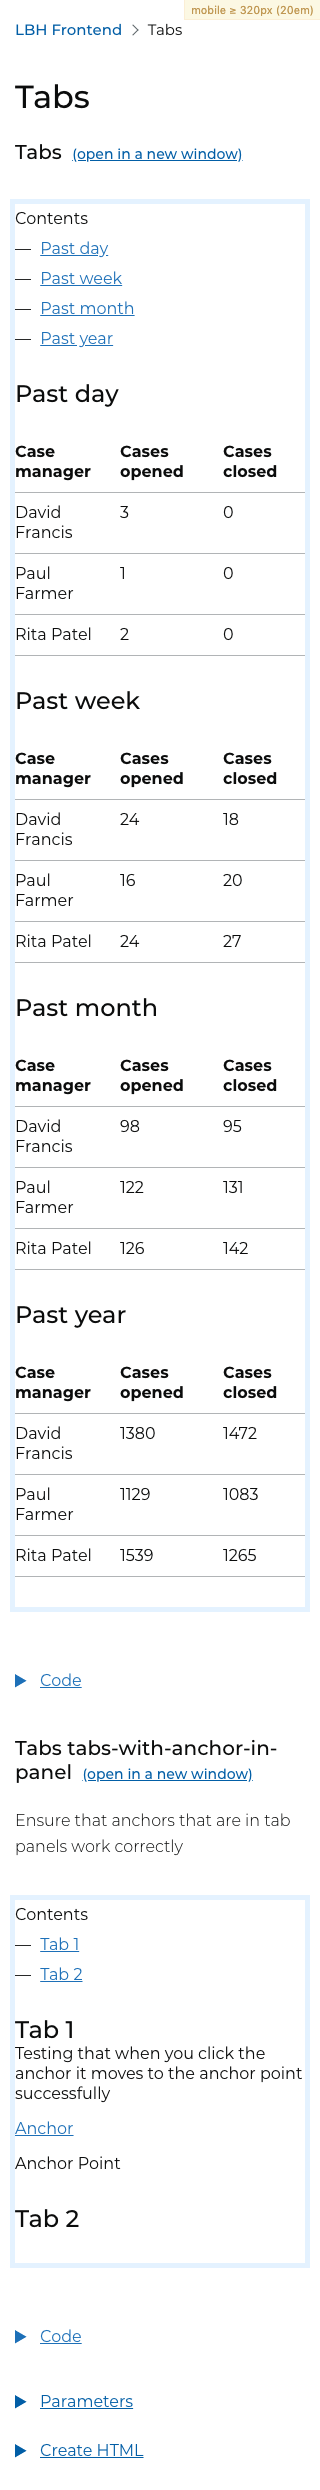 mobile ≥ 320px (20em)
LBH Frontend > Tabs
Tabs
Tabs (open in a new window)
Contents
— Past day
— Past week
— Past month
— Past year
Past day
Case manager Cases opened Cases closed
David Francis 3 0
Paul Farmer 1 0
Rita Patel 2 0
Past week
Case manager Cases opened Cases closed
David Francis 24 18
Paul Farmer 16 20
Rita Patel 24 27
Past month
Case manager Cases opened Cases closed
David Francis 98 95
Paul Farmer 122 131
Rita Patel 126 142
Past year
Case manager Cases opened Cases closed
David Francis 1380 1472
Paul Farmer 1129 1083
Rita Patel 1539 1265
Code
Tabs tabs-with-anchor-in-
panel (open in a new window)
Ensure that anchors that are in tab
panels work correctly
Contents
— Tab 1
— Tab 2
Tab 1
Testing that when you click the
anchor it moves to the anchor point
successfully
Anchor
Anchor Point
Tab 2
Code
Parameters
Create HTML